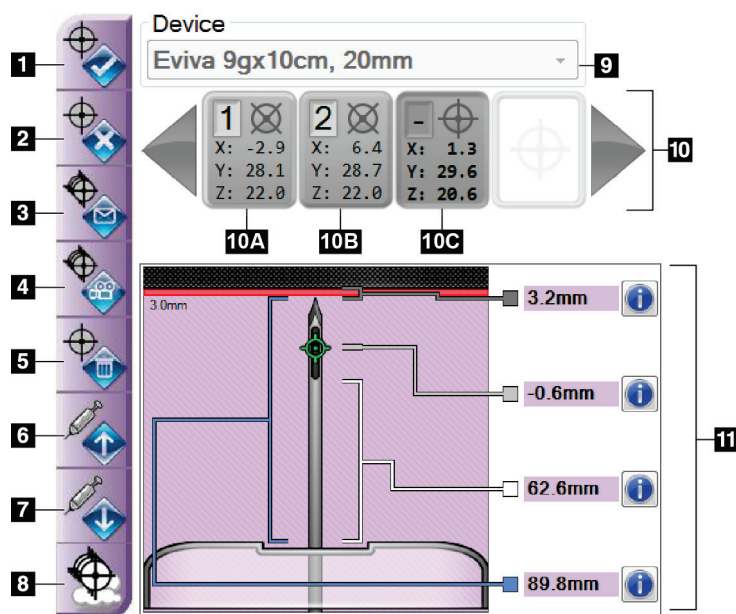 Device
1
Eviva 9gx10cm, 20mm
9
2
1
X: -2.9
Y: 28.1
Z: 22.0
2
X: 6.4
Y: 28.7
Z: 22.0
-
X: 1.3
Y: 29.6
Z: 20.6
10
3
10A
10B
10C
4
3.0mm
3.2mm
5
-0.6mm
6
11
62.6mm
7
8
89.8mm